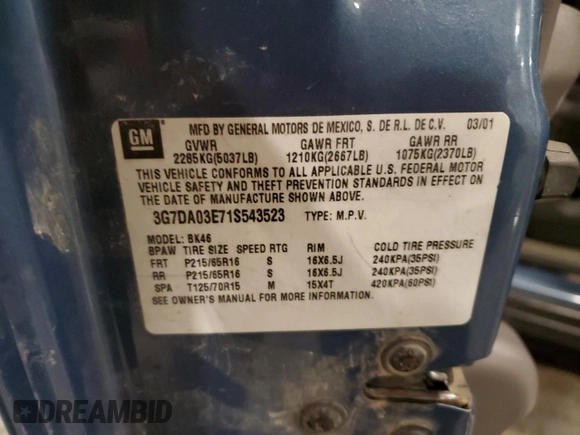 GM
MFD BY GENERAL MOTORS DE MEXICO, S. DE R.L. DE C.V. 03/01
GVWR GAWR FRT GAWR RR
2285KG(5037LB) 1210KG(2667LB) 1075KG(2370LB)
THIS VEHICLE CONFORMS TO ALL APPLICABLE U.S. FEDERAL MOTOR
VEHICLE SAFETY AND THEFT PREVENTION STANDARDS IN EFFECT ON
THE DATE OF MANUFACTURE SHOWN ABOVE.
3G7DA03E71S543523 TYPE: M.P.V.
MODEL: BK46
BPAW TIRE SIZE SPEED RTG RIM COLD TIRE PRESSURE
FRT P215/65R16 S 16X6.5J 240KPA(35PSI)
RR P215/65R16 S 16X6.5J 240KPA(35PSI)
SPA T125/70R15 M 15X4T 420KPA(60PSI)
SEE OWNER'S MANUAL FOR MORE INFORMATION.
DREAMBID